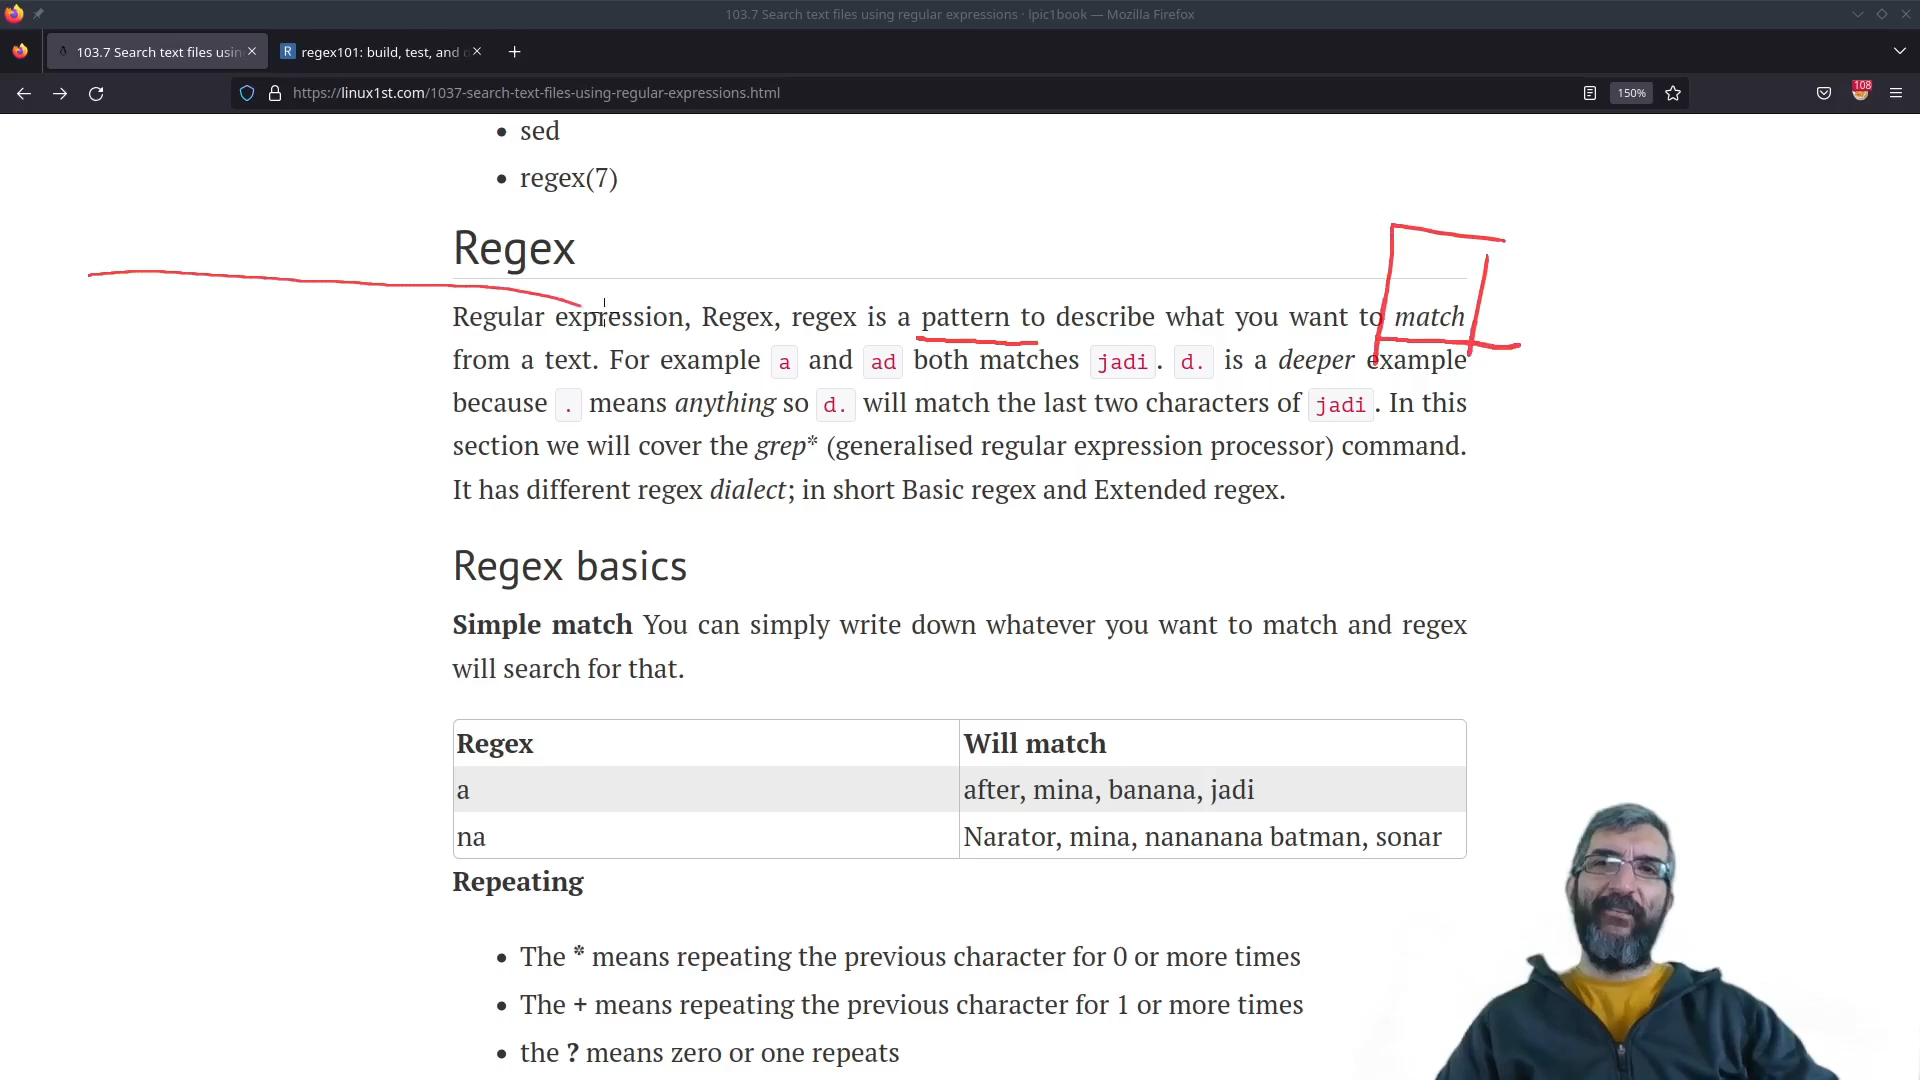 103.7 Search text files using regular expressions · lpic1book — Mozilla Firefox
103.7 Search text files usin
regex101: build, test, and
https://linux1st.com/1037-search-text-files-using-regular-expressions.html
150%
108
• sed
• regex(7)
Regex
Regular expression, Regex, regex is a pattern to describe what you want to match
from a text. For example a and ad both matches jadi. d. is a deeper example
because . means anything so d. will match the last two characters of jadi. In this
section we will cover the grep* (generalised regular expression processor) command.
It has different regex dialect; in short Basic regex and Extended regex.
Regex basics
Simple match You can simply write down whatever you want to match and regex
will search for that.
Regex Will match
a after, mina, banana, jadi
na Narator, mina, nananana batman, sonar
Repeating
• The * means repeating the previous character for 0 or more times
• The + means repeating the previous character for 1 or more times
• the ? means zero or one repeats